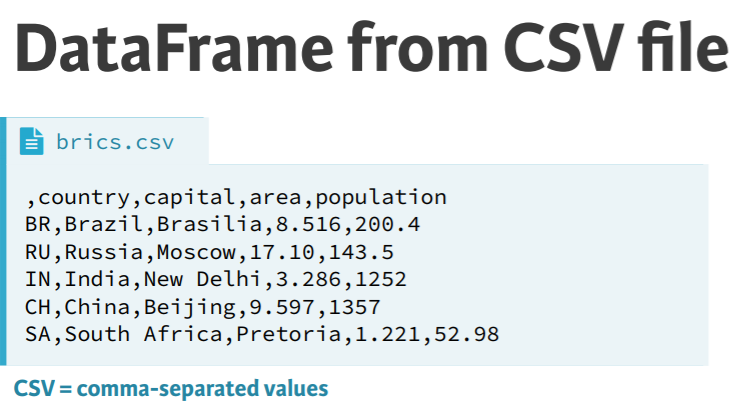 DataFrame from CSV file
brics.csv
,country,capital,area,population
BR,Brazil,Brasilia,8.516,200.4
RU,Russia,Moscow,17.10,143.5
IN,India,New Delhi,3.286,1252
CH,China,Beijing,9.597,1357
SA,South Africa,Pretoria,1.221,52.98
CSV = comma-separated values